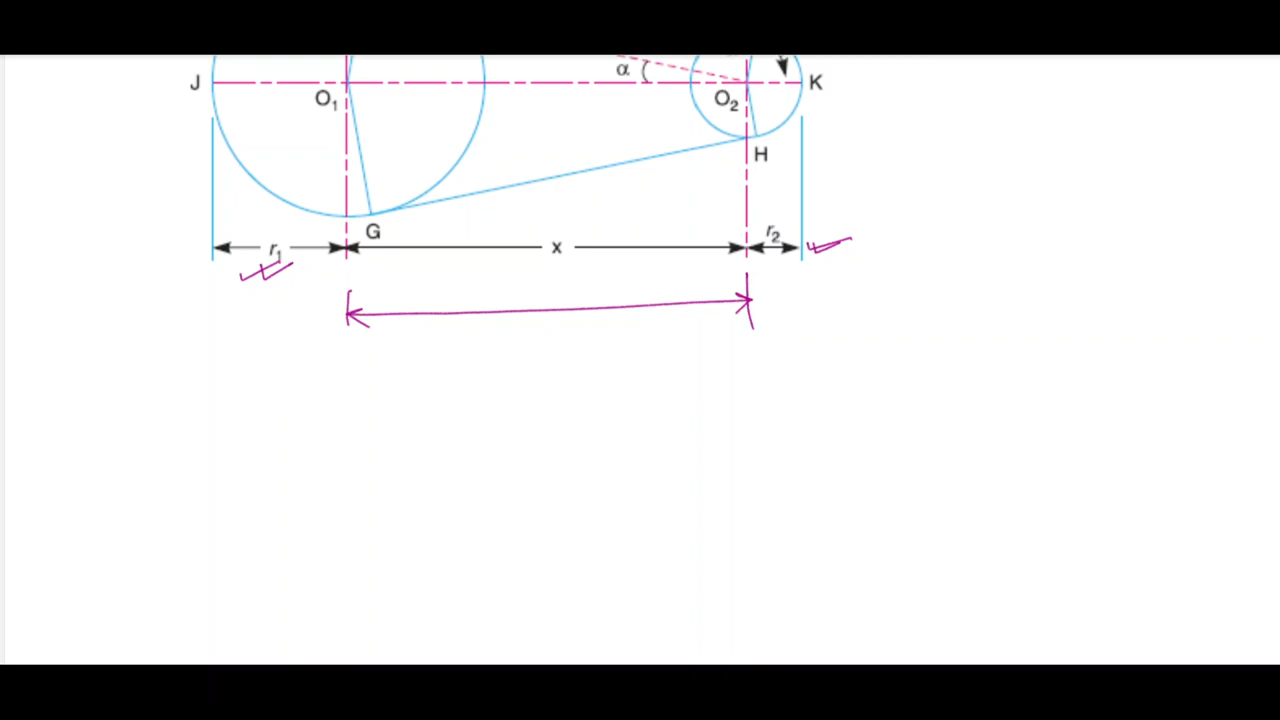 α
J
O₁
O₂
K
H
G
r₁
x
r₂